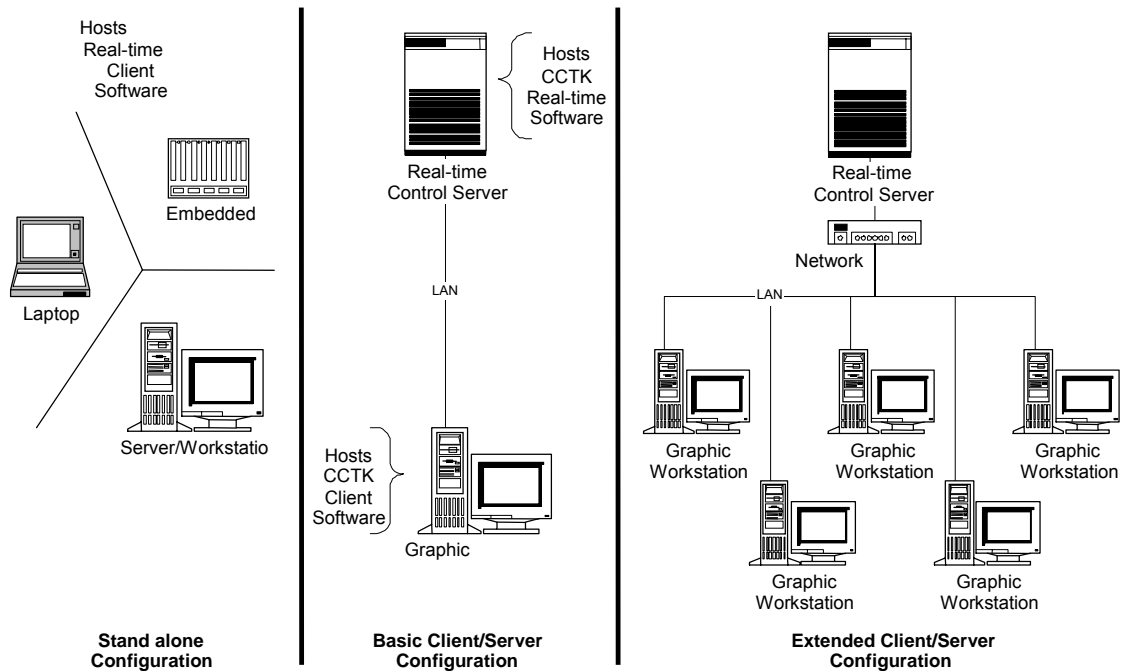 Hosts
Real-time
Client
Software
Embedded
Laptop
Server/Workstatio
Stand alone
Configuration
Hosts
CCTK
Real-time
Software
Real-time
Control Server
LAN
Hosts
CCTK
Client
Software
Graphic
Basic Client/Server
Configuration
Real-time
Control Server
Network
LAN
Graphic
Workstation
Graphic
Workstation
Graphic
Workstation
Graphic
Workstation
Graphic
Workstation
Extended Client/Server
Configuration